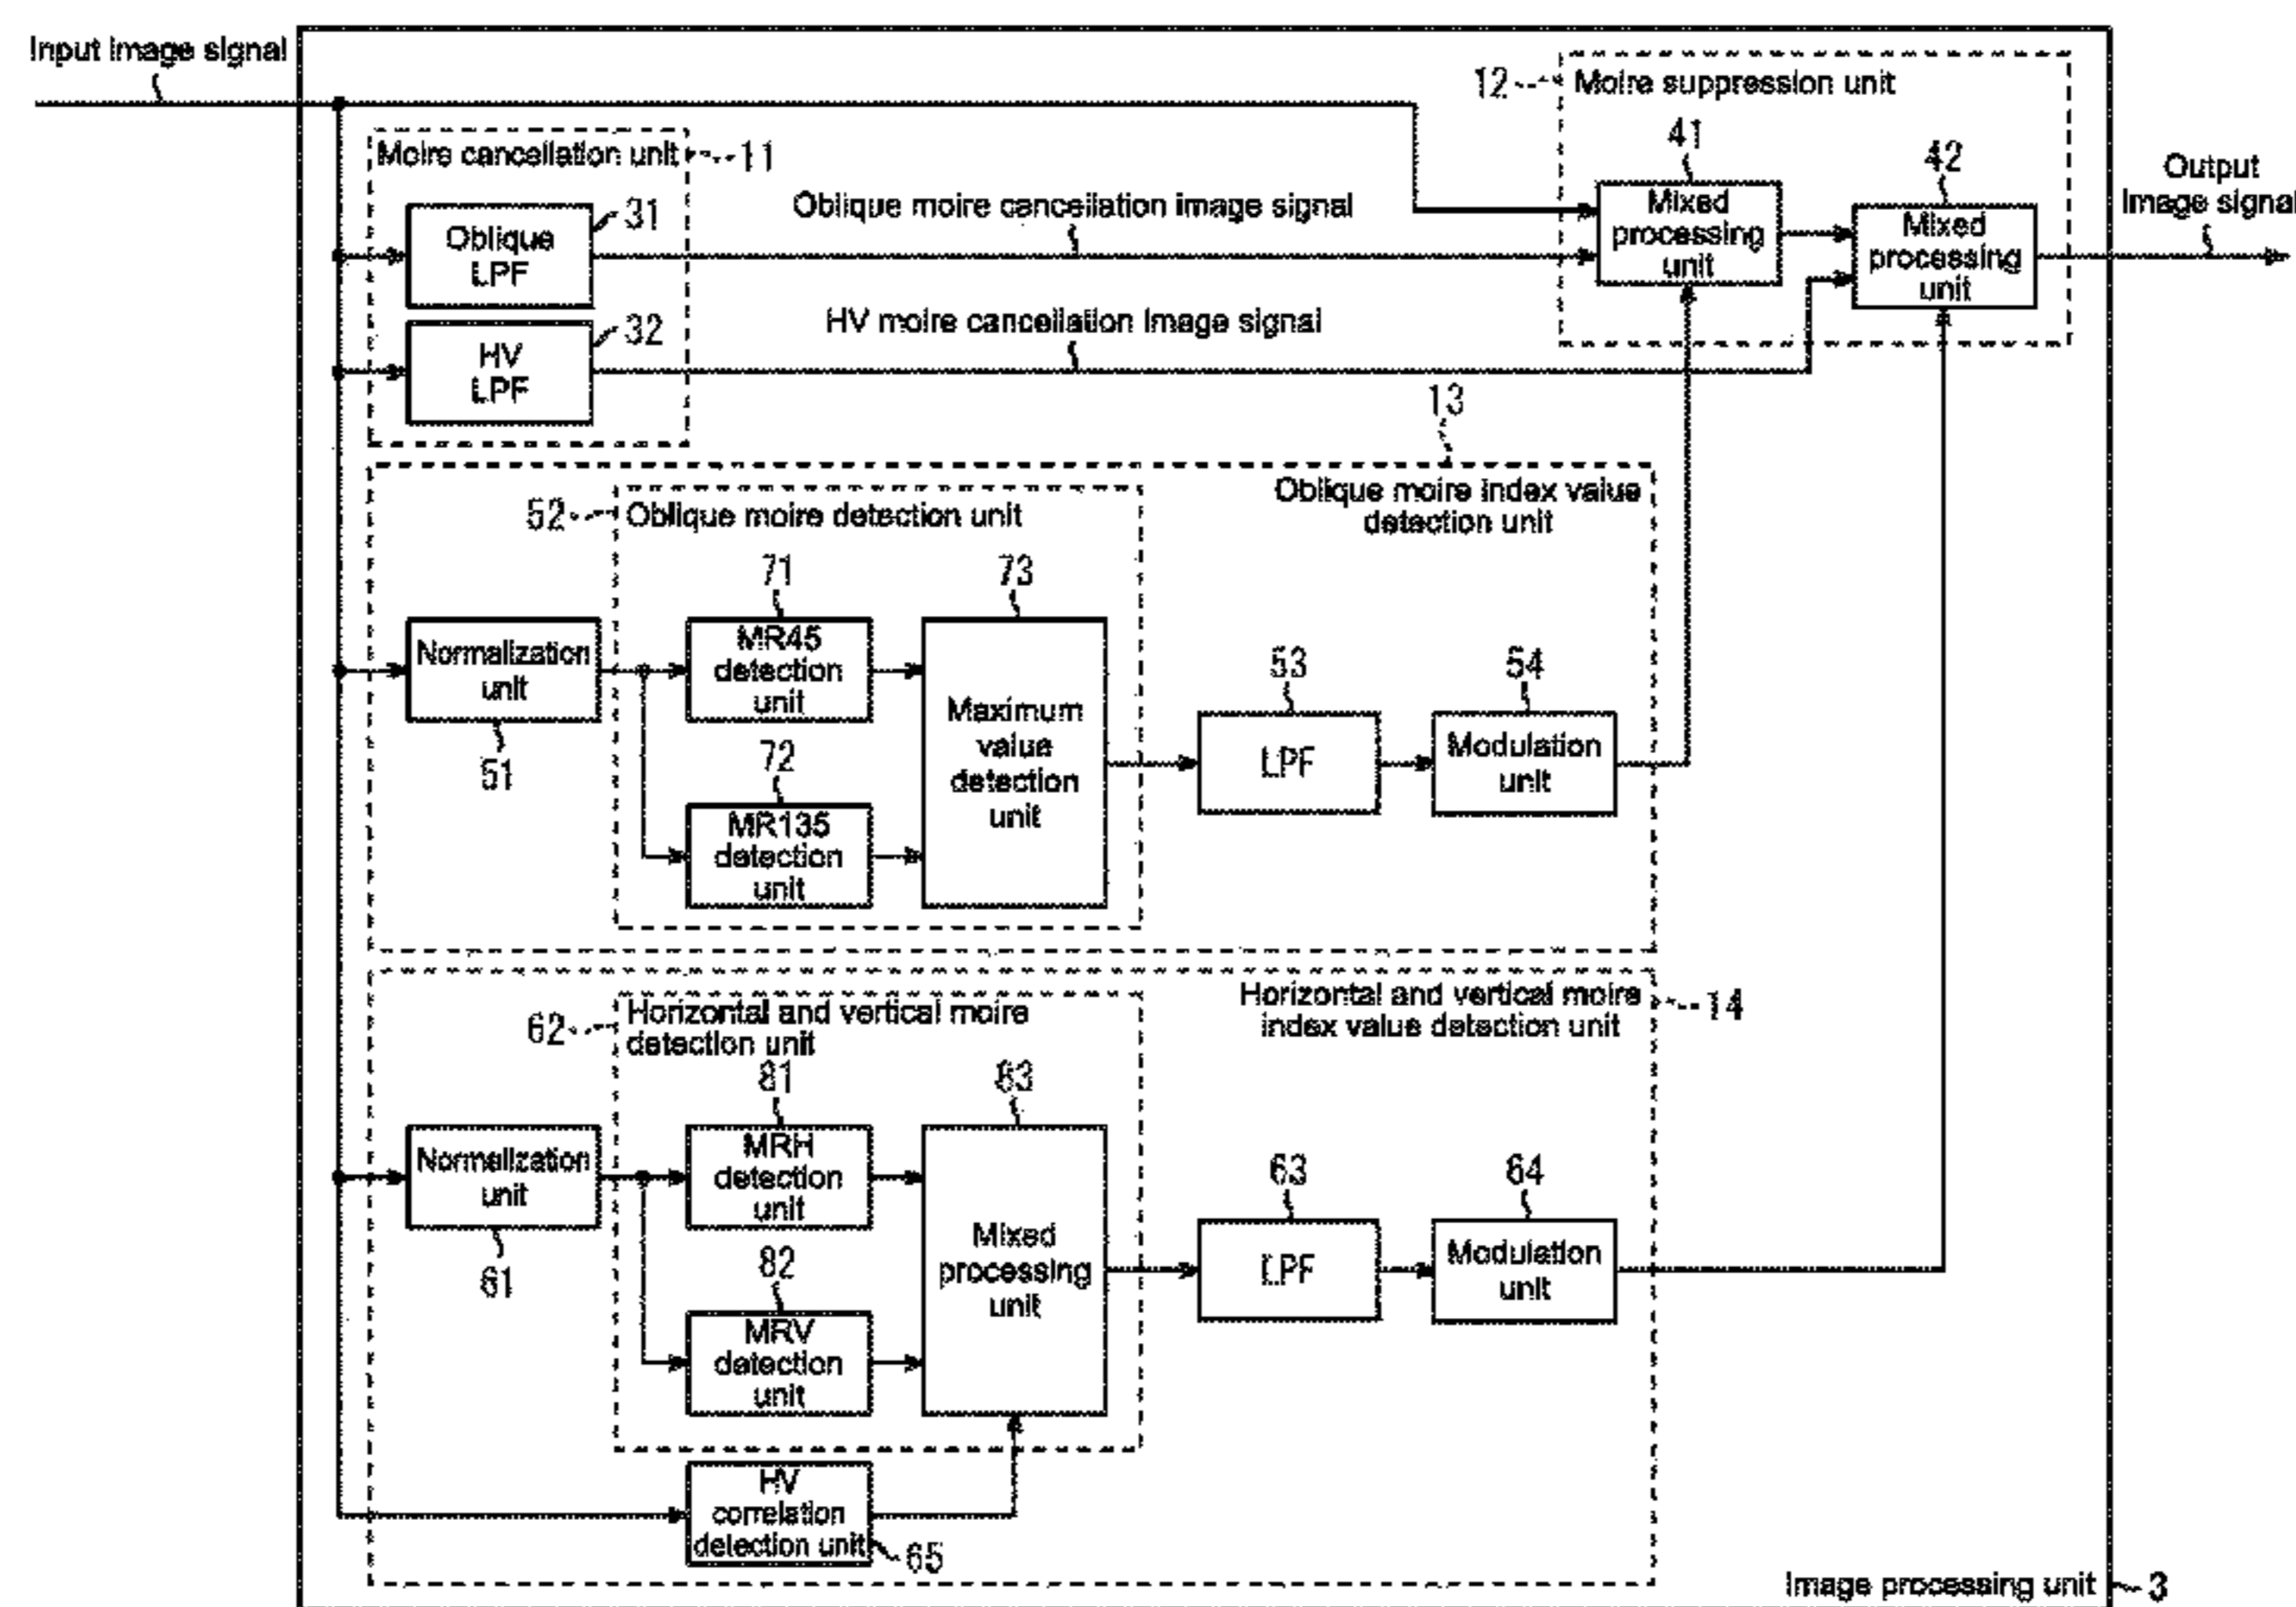 Input image signal
12
Moire suppression unit
Moire cancellation unit
11
41
42
Output
image signal
31
Oblique
LPF
Oblique moire cancellation image signal
Mixed
processing
unit
Mixed
processing
unit
32
HV
LPF
HV moire cancellation image signal
13
52
Oblique moire detection unit
Oblique moire index value
detection unit
71
73
Normalization
unit
51
MR45
detection
unit
72
MR135
detection
unit
Maximum
value
detection
unit
53
LPF
54
Modulation
unit
62
Horizontal and vertical moire
detection unit
Horizontal and vertical moire
index value detection unit
14
81
83
Normalization
unit
61
MRH
detection
unit
82
MRV
detection
unit
Mixed
processing
unit
63
LPF
64
Modulation
unit
HV
correlation
detection unit
65
Image processing unit
3